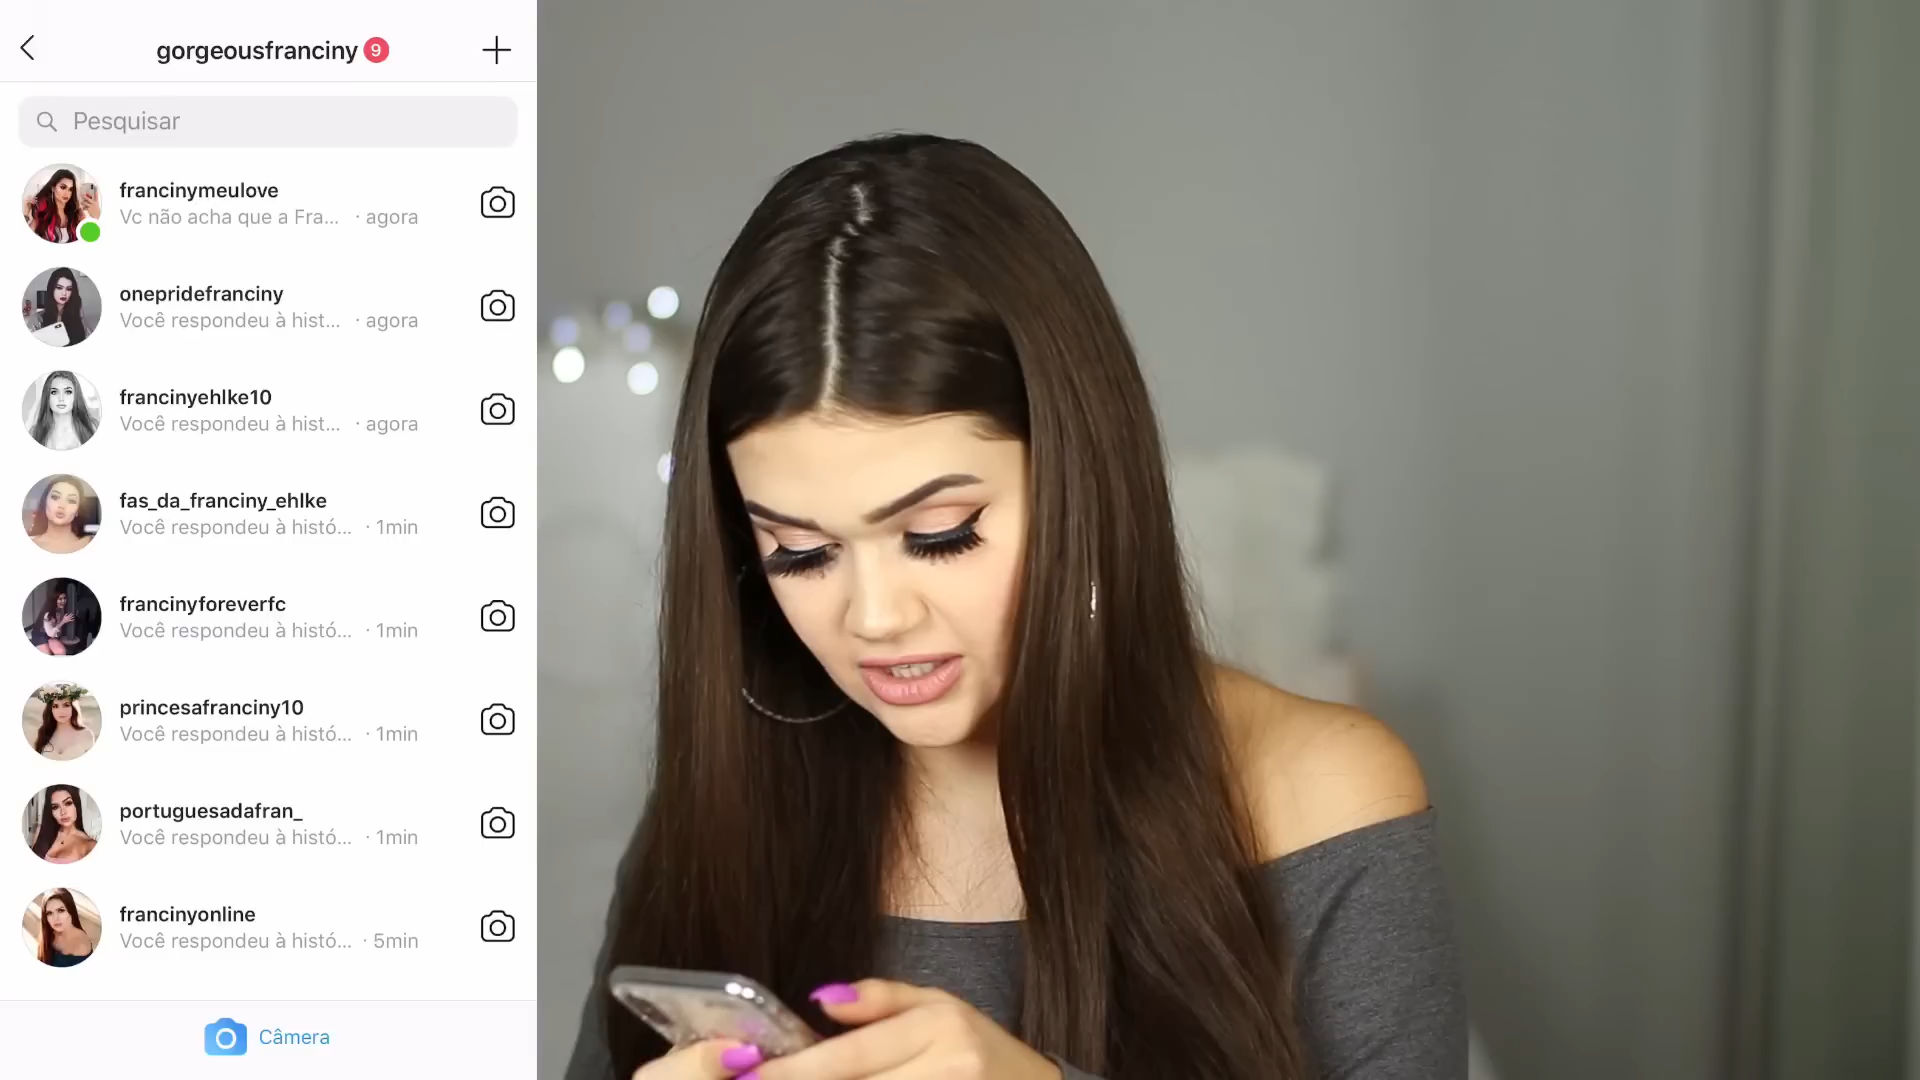 gorgeousfranciny 9
Pesquisar
francinymeulove
Vc não acha que a Fra... · agora
onepridefranciny
Você respondeu à hist... · agora
francinyehlke10
Você respondeu à hist... · agora
fas_da_franciny_ehlke
Você respondeu à histó... · 1min
francinyforeverfc
Você respondeu à histó... · 1min
princesafranciny10
Você respondeu à histó... · 1min
portuguesadafran_
Você respondeu à histó... · 1min
francinyonline
Você respondeu à histó... · 5min
Câmera